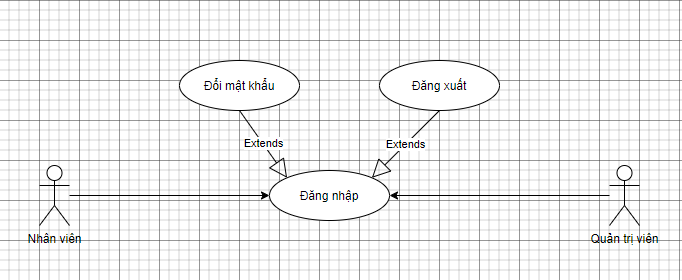 Đổi mật khẩu
Đăng xuất
Extends
Extends
Đăng nhập
Nhân viên
Quản trị viên